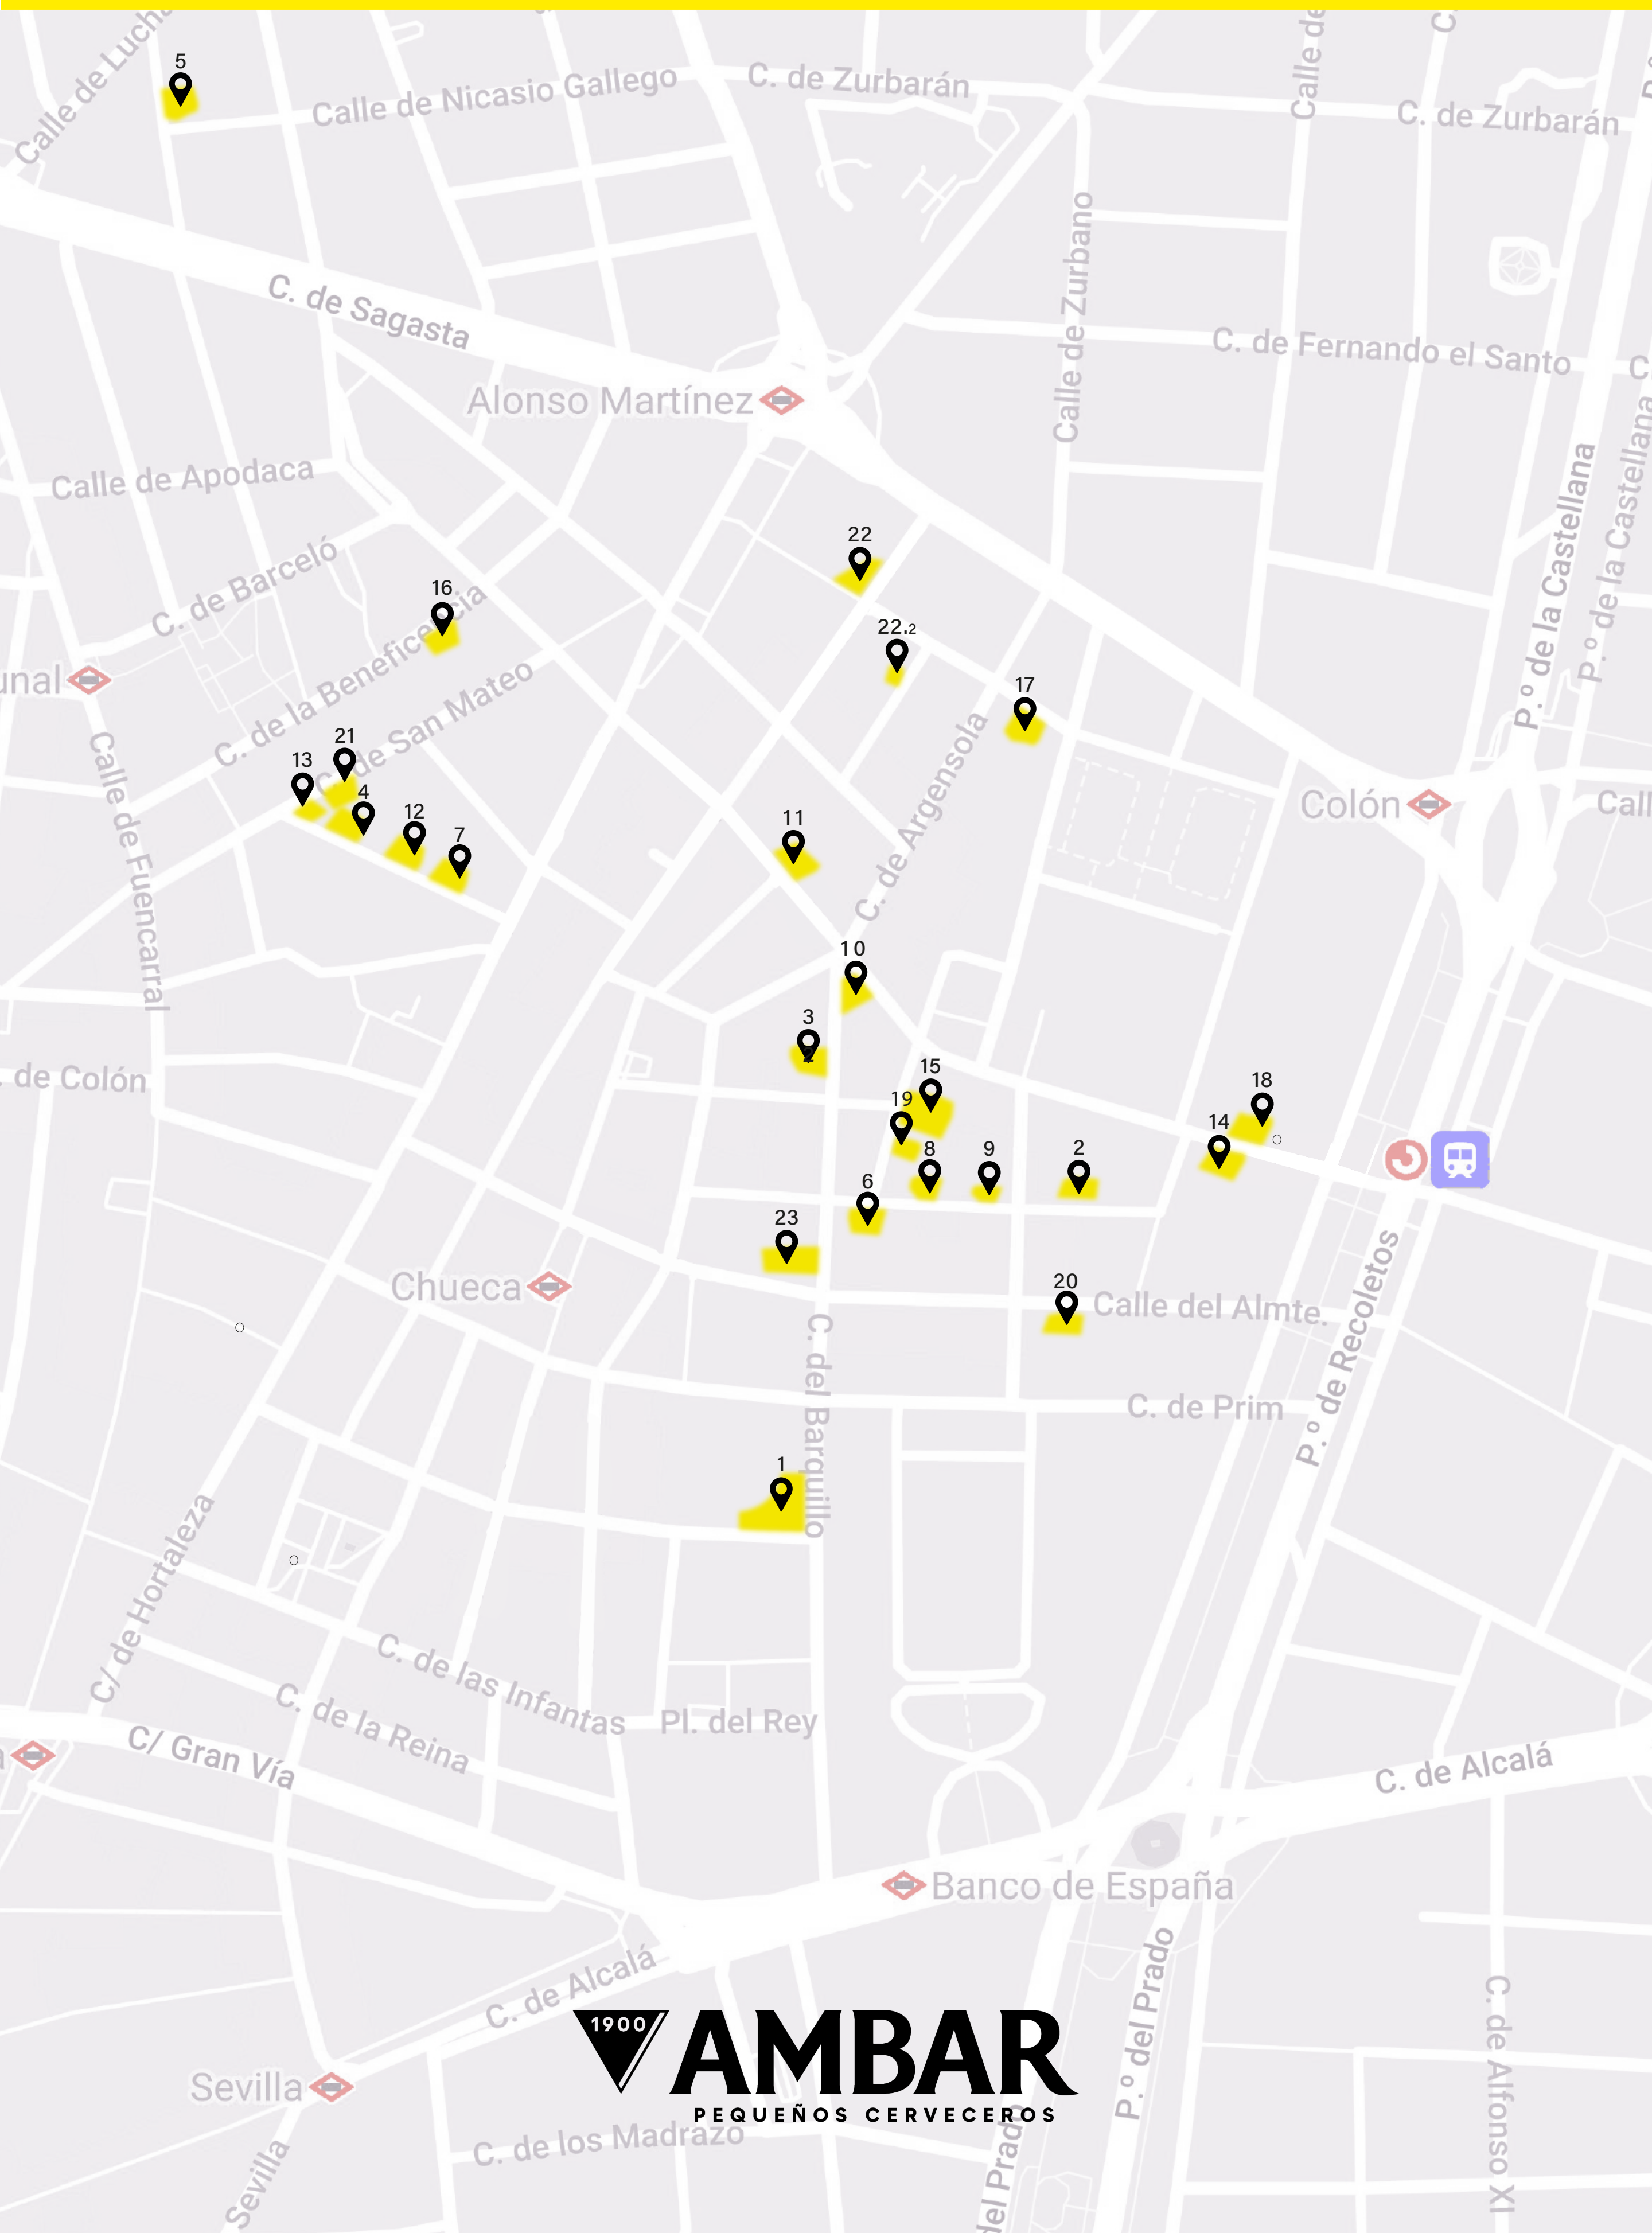 5
Calle de Luch
Calle de Nicasio Gallego
C. de Zurbarán
Calle de
C.
C. de Zurbarán
C. de Sagasta
Calle de Zurbano
C. de Fernando el Santo
C.
Alonso Martínez
Calle de Apodaca
P.º de la Castellana
P.º de la Castellana
22
C. de Barceló
16
C. de la Beneficencia
22.2
unal
C. de San Mateo
17
21
13
4
12
7
Calle de Fuencarral
11
C. de Argensola
Colón
Call
10
3
. de Colón
15
19
18
14
8
9
2
6
23
Chueca
20
Calle del Almte.
P.º de Recoletos
C. del Barquillo
C. de Prim
1
C/ de Hortaleza
C. de las Infantas
C. de la Reina
Pl. del Rey
C/ Gran Vía
C. de Alcalá
Banco de España
C. de Alcalá
P.º del Prado
C. de Alfonso XI
1900
AMBAR
PEQUEÑOS CERVECEROS
Sevilla
C. de los Madrazo
Sevilla
del Prado